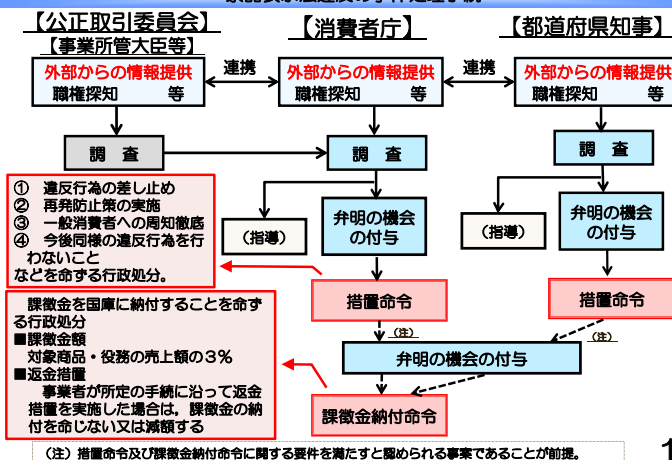 【公正取引委員会】
【事業所管大臣等】
【消費者庁】
【都道府県知事】
外部からの情報提供
職権探知 等
連携
外部からの情報提供
職権探知 等
連携
外部からの情報提供
職権探知 等
調 査
調 査
調 査
① 違反行為の差し止め
② 再発防止策の実施
③ 一般消費者への周知徹底
④ 今後同様の違反行為を行
わないこと
などを命ずる行政処分。
（指導）
弁明の機会
の付与
（指導）
弁明の機会
の付与
措置命令
措置命令
課徴金を国庫に納付することを命ず
る行政処分
■課徴金額
対象商品・役務の売上額の３％
■返金措置
事業者が所定の手続に沿って返金
措置を実施した場合は，課徴金の納
付を命じない又は減額する
（注）
（注）
弁明の機会の付与
課徴金納付命令
（注）措置命令及び課徴金納付命令に関する要件を満たすと認められる事案であることが前提。